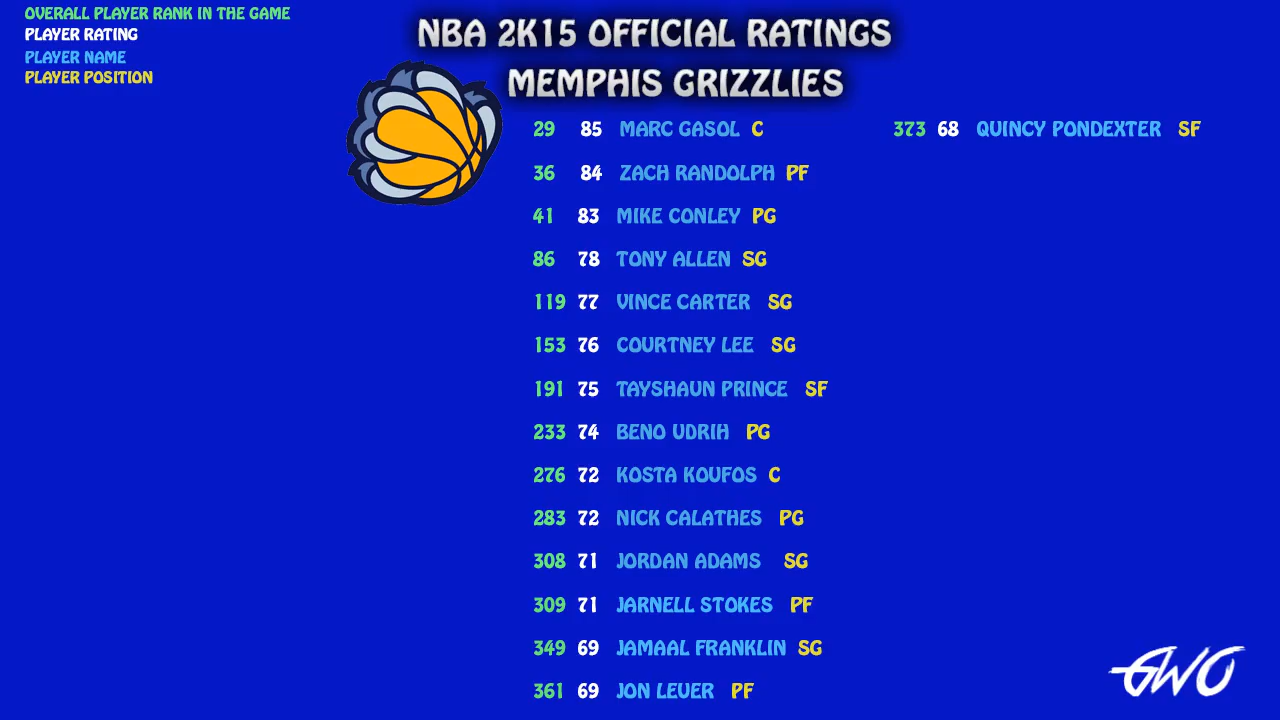 OVERALL PLAYER RANK IN THE GAME
PLAYER RATING
PLAYER NAME
PLAYER POSITION
NBA 2K15 OFFICIAL RATINGS
MEMPHIS GRIZZLIES
29 85 MARC GASOL C
36 84 ZACH RANDOLPH PF
41 83 MIKE CONLEY PG
86 78 TONY ALLEN SG
119 77 VINCE CARTER SG
153 76 COURTNEY LEE SG
191 75 TAYSHAUN PRINCE SF
233 74 BENO UDRIH PG
276 72 KOSTA KOUFOS C
283 72 NICK CALATHES PG
308 71 JORDAN ADAMS SG
309 71 JARNELL STOKES PF
349 69 JAMAAL FRANKLIN SG
361 69 JON LEUER PF
373 68 QUINCY PONDEXTER SF
GWO